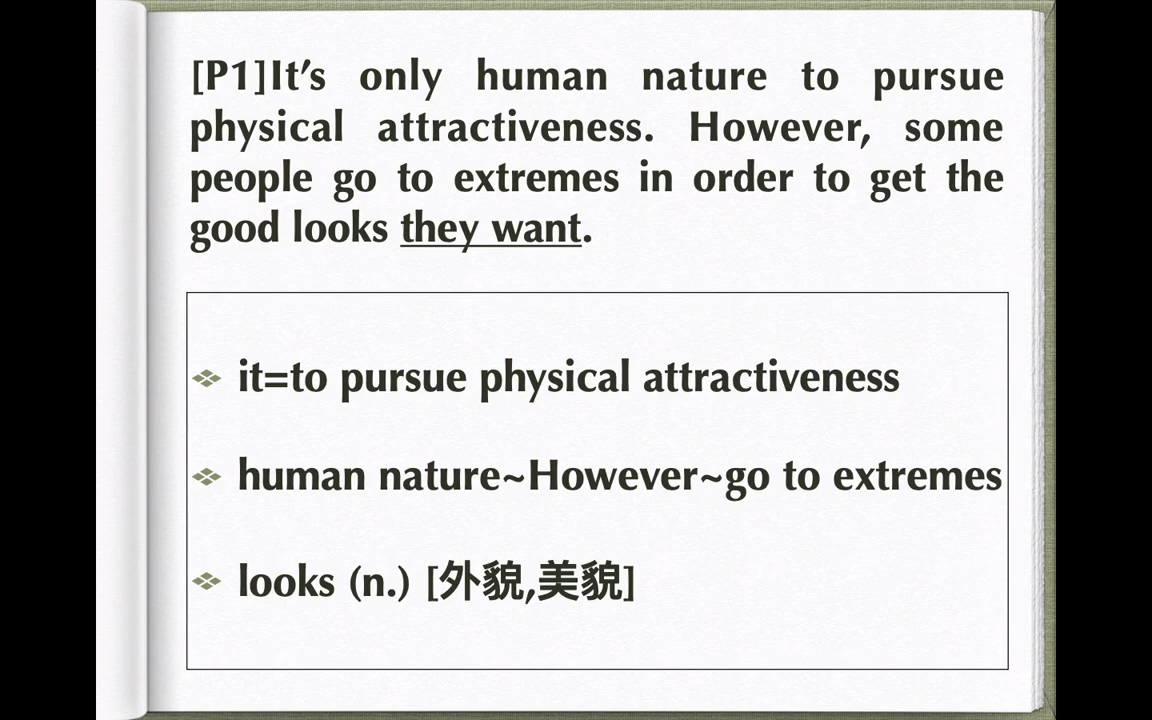 [P1]It's only human nature to pursue
physical attractiveness. However, some
people go to extremes in order to get the
good looks they want.
it=to pursue physical attractiveness
human nature~However~go to extremes
looks (n.) [外貌,美貌]